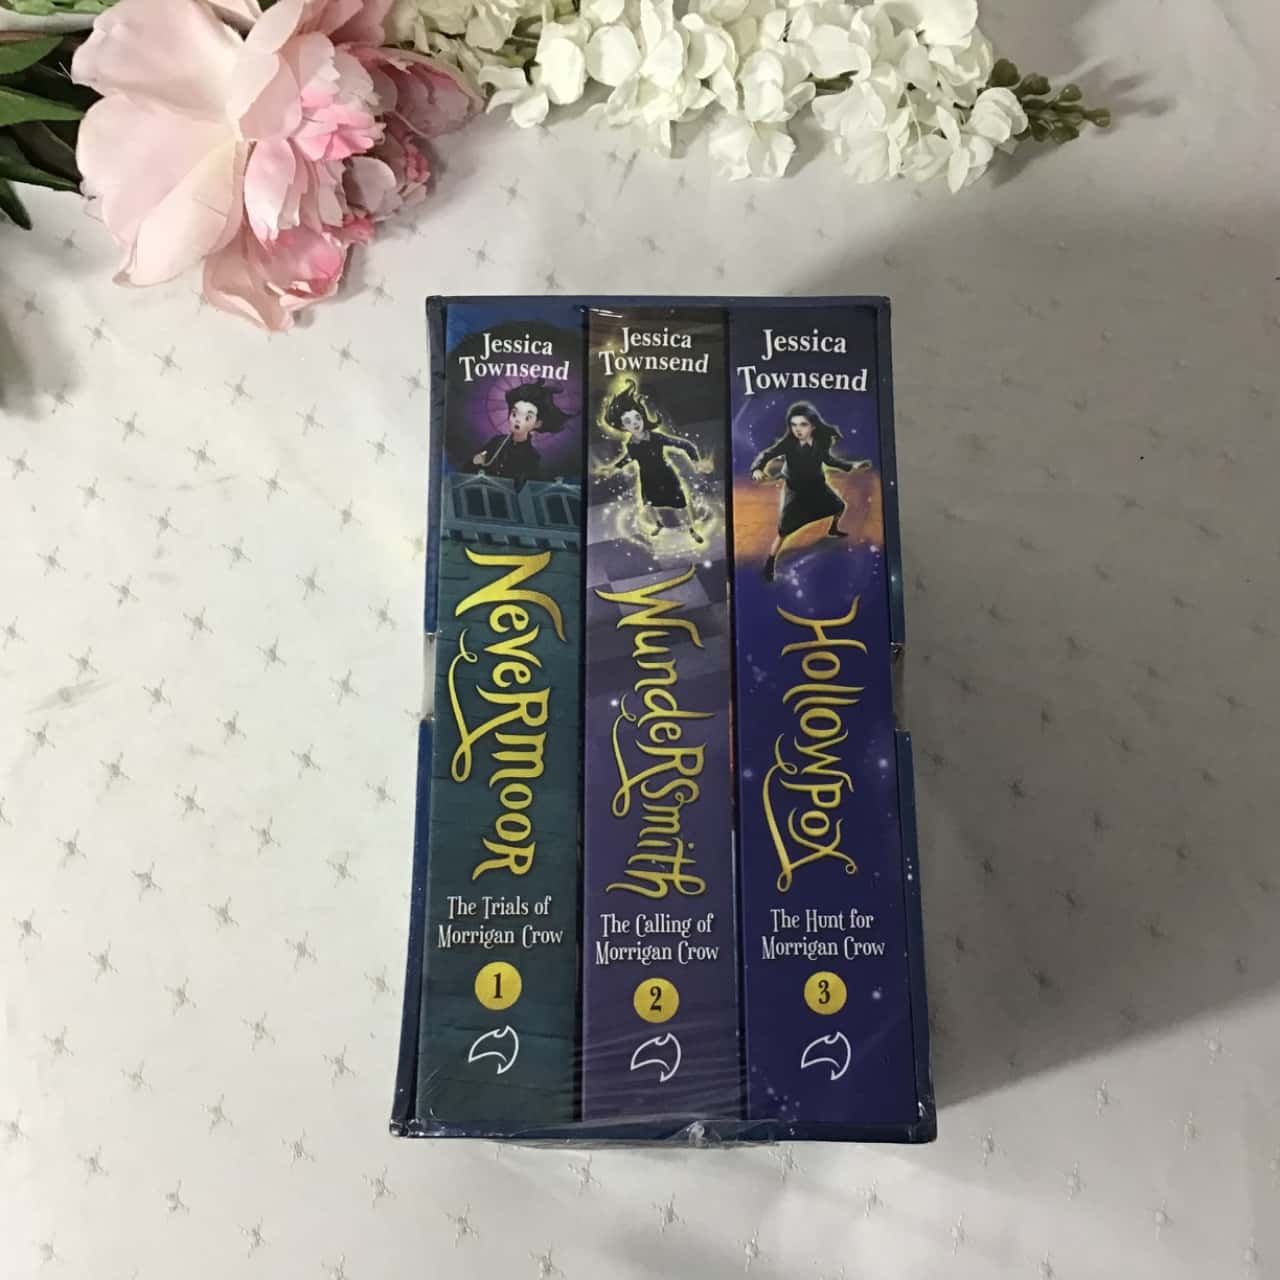 Jessica
Townsend
Nevermoor
The Trials of
Morrigan Crow
1
Jessica
Townsend
Wundersmith
The Calling of
Morrigan Crow
2
Jessica
Townsend
Hollowpox
The Hunt for
Morrigan Crow
3